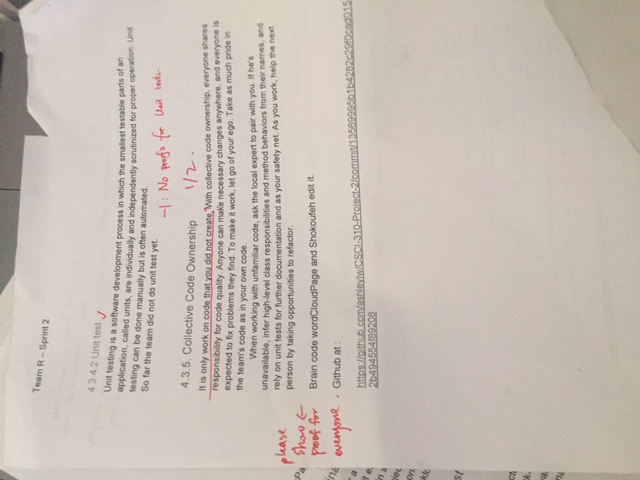 Team R – Sprint 2
4.3.4.2 Unit test ✓
Unit testing is a software development process in which the smallest testable parts of an
application, called units, are individually and independently scrutinized for proper operation. Unit
testing can be done manually but is often automated.
So far the team did not do unit test yet.
-1: No proofs for Unit tests.
4.3.5. Collective Code Ownership
1/2.
It is only work on code that you did not create. With collective code ownership, everyone shares
responsibility for code quality. Anyone can make necessary changes anywhere, and everyone is
expected to fix problems they find. To make it work, let go of your ego. Take as much pride in
the team's code as in your own code.
When working with unfamiliar code, ask the local expert to pair with you. If he's
unavailable, infer high-level class responsibilities and method behaviors from their names, and
rely on unit tests for further documentation and as your safety net. As you work, help the next
person by taking opportunities to refactor.
please
show ←
proof for
everyone.
Brain code wordCloudPage and Shokoufeh edit it.
Github at :
https://github.com/ashleylw/CSCI-310-Project-2/commit/13569995b1b4282c29f0cad015
2b494554f89208